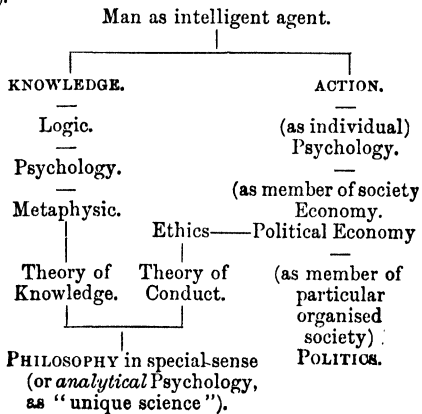 Man as intelligent agent.
KNOWLEDGE.
Logic.
Psychology.
Metaphysic.
Theory of
Knowledge.
ACTION.
(as individual)
Psychology.
(as member of society
Economy.
Ethics——Political Economy
Theory of
Conduct.
(as member of
particular
organised
society)
POLITICS.
PHILOSOPHY in special sense
(or analytical Psychology,
as "unique science").